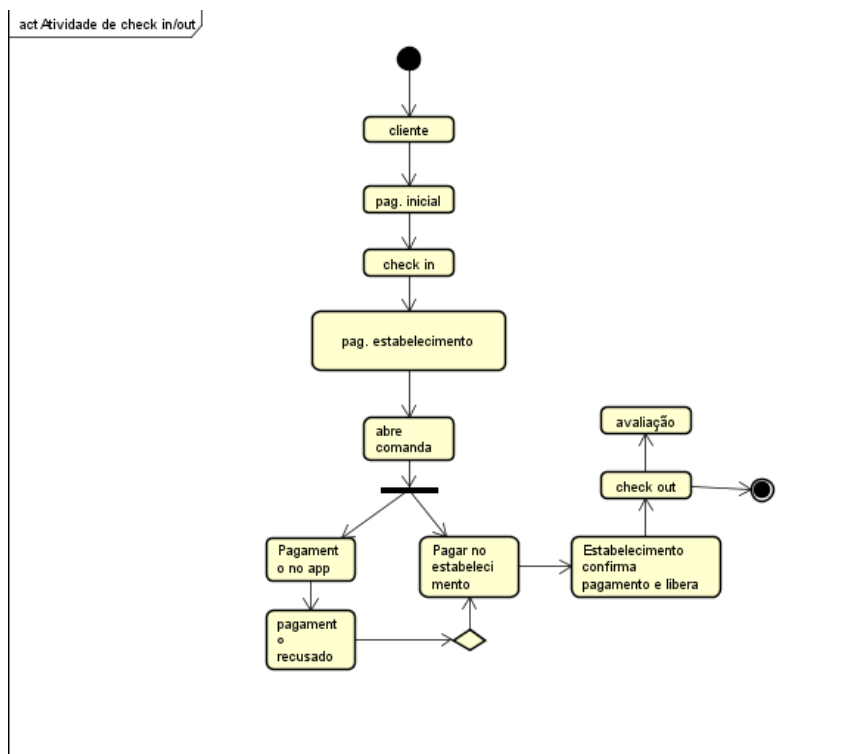 act Atividade de check in/out
cliente
pag. inicial
check in
pag. estabelecimento
abre
comanda
avaliação
check out
Pagament
o no app
Pagar no
estabeleci
mento
Estabelecimento
confirma
pagamento e libera
pagament
o
recusado